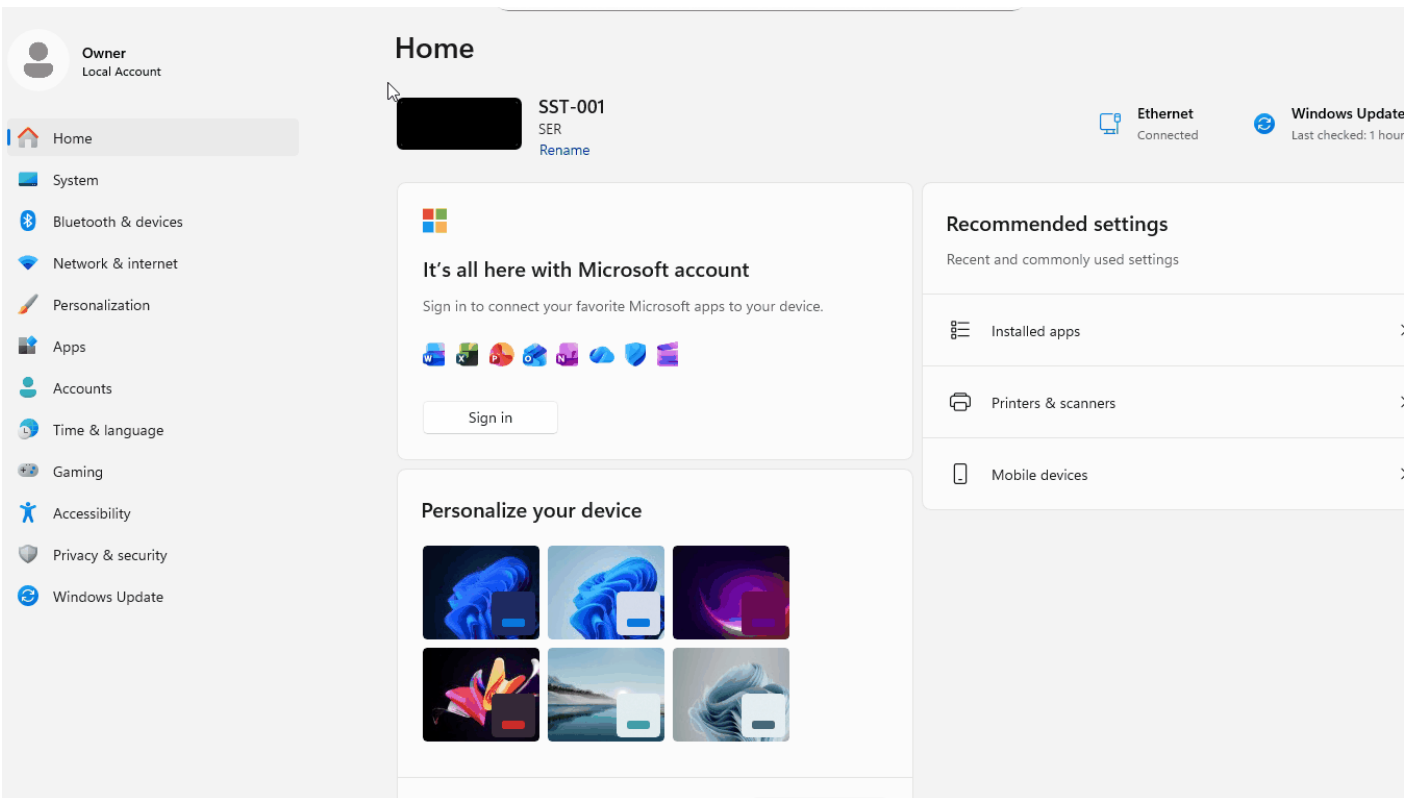 Owner
Local Account
Home
System
Bluetooth & devices
Network & internet
Personalization
Apps
Accounts
Time & language
Gaming
Accessibility
Privacy & security
Windows Update
Home
SST-001
SER
Rename
Ethernet
Connected
Windows Update
Last checked: 1 hour
It's all here with Microsoft account
Sign in to connect your favorite Microsoft apps to your device.
Sign in
Personalize your device
Recommended settings
Recent and commonly used settings
Installed apps
Printers & scanners
Mobile devices